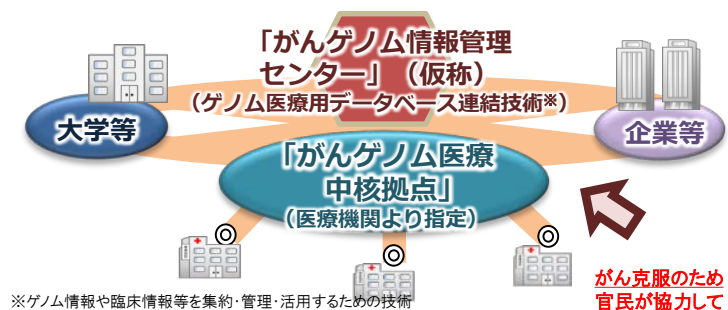 「がんゲノム情報管理
センター」（仮称）
（ゲノム医療用データベース連結技術※）
大学等
企業等
「がんゲノム医療
中核拠点」
（医療機関より指定）
◎
◎
◎
がん克服のため
官民が協力して
※ゲノム情報や臨床情報等を集約･管理･活用するための技術